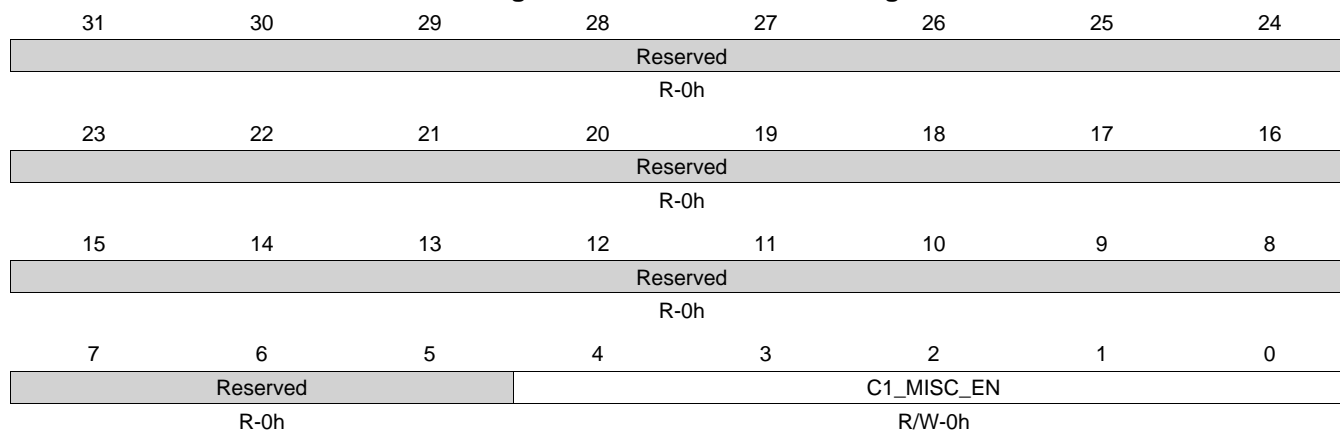 31 30 29 28 27 26 25 24
Reserved
R-0h
23 22 21 20 19 18 17 16
Reserved
R-0h
15 14 13 12 11 10 9 8
Reserved
R-0h
7 6 5 4 3 2 1 0
Reserved C1_MISC_EN
R-0h R/W-0h